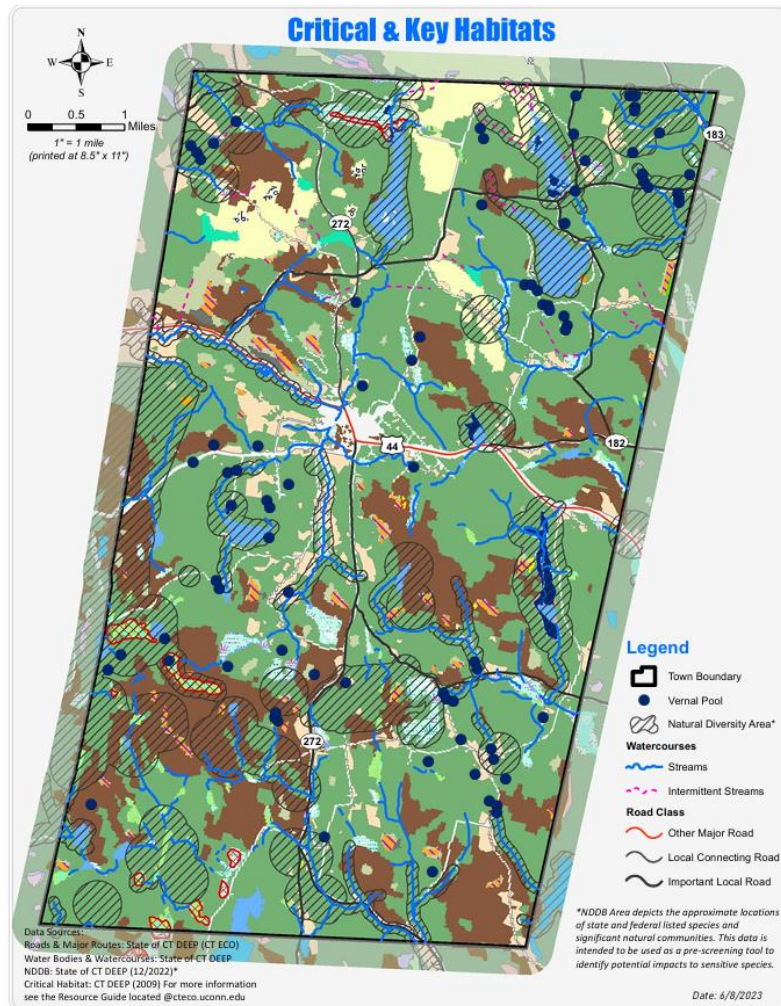 Critical & Key Habitats
N
W E
S
0 0.5 1
Miles
1" = 1 mile
(printed at 8.5" x 11")
183
272
44
182
272
Legend
Town Boundary
Vernal Pool
Natural Diversity Area*
Watercourses
Streams
Intermittent Streams
Road Class
Other Major Road
Local Connecting Road
Important Local Road
*NDDB Area depicts the approximate locations
of state and federal listed species and
significant natural communities. This data is
intended to be used as a pre-screening tool to
identify potential impacts to sensitive species.
Data Sources:
Roads & Major Routes: State of CT DEEP (CT ECO)
Water Bodies & Watercourses: State of CT DEEP
NDDB: State of CT DEEP (12/2022)*
Critical Habitat: CT DEEP (2009) For more information
see the Resource Guide located @cteco.uconn.edu
Date: 6/8/2023